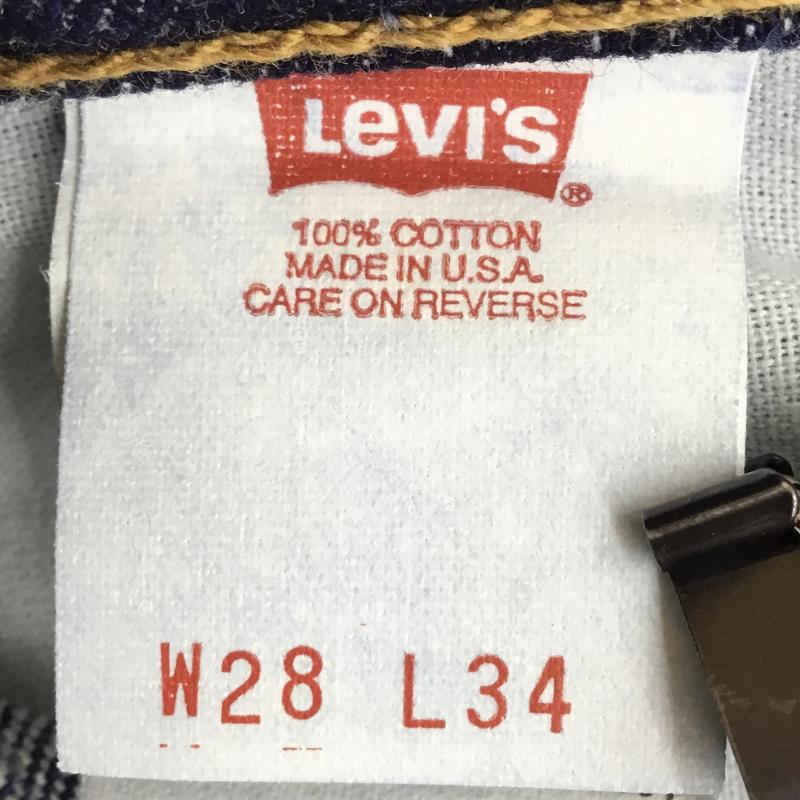 Levi's
®
100% COTTON
MADE IN U.S.A.
CARE ON REVERSE
W28 L34